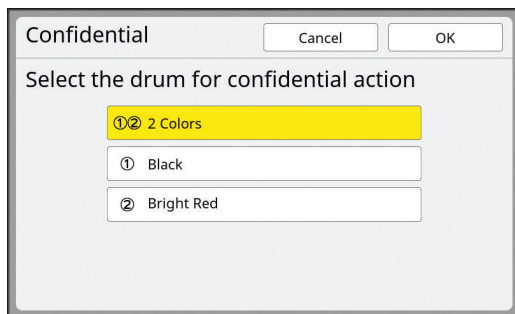 Confidential Cancel OK
Select the drum for confidential action
①② 2 Colors
① Black
② Bright Red